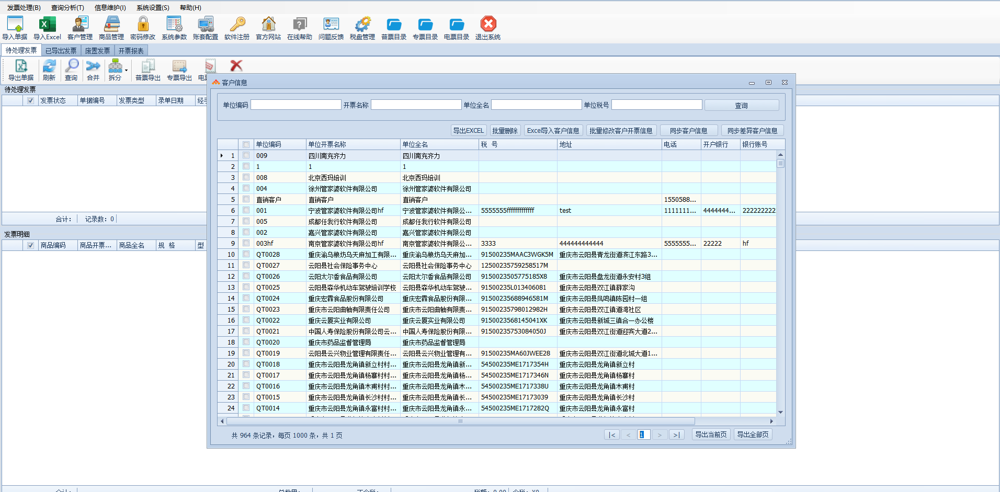 发票处理(B) 查询分析(T) 信息维护(I) 系统设置(S) 帮助(H)
导入单据 导入Excel 客户管理 商品管理 密码修改 系统参数 账套配置 软件注册 官方网站 在线帮助 问题反馈 税盘管理 普票目录 专票目录 电票目录 退出系统
待处理发票 已导出发票 废置发票 开票报表
导出单据 刷新 查询 合并 拆分 普票导出 专票导出
待处理发票
发票状态 单据编号 发票类型 录单日期 经手
合计: 记录数: 0
发票明细
商品编码 商品开票... 商品全名 规 格 型
客户信息
单位编码 开票名称 单位全名 单位税号 查询
导出EXCEL 批量删除 Excel导入客户信息 批量修改客户开票信息 同步客户信息 同步差异客户信息
单位编码 单位开票名称 单位全名 税 号 地址 电话 开户银行 银行账号
1 009 四川南充齐力 四川南充齐力
2 1 1 1
3 008 北京西玛培训 北京西玛培训
4 004 徐州管家婆软件有限公司 徐州管家婆软件有限公司
5 直销客户 直销客户 直销客户 1550588...
6 001 宁波管家婆软件有限公司hf 宁波管家婆软件有限公... 5555555fffffffffffff test 1111111... 4444444... 222222222
7 005 成都任我行软件有限公司 成都任我行软件有限公司
8 002 嘉兴管家婆软件有限公司 嘉兴管家婆软件有限公司
9 003hf 南京管家婆软件有限公司hf 南京管家婆软件有限公... 3333 444444444444 5555555... 22222 hf
10 QT0028 重庆渝乌粮坊乌天麻加工有限... 重庆渝乌粮坊乌天麻加... 91500235MAAC3WGK5M 重庆市云阳县青龙街道滨江东路3...
11 QT0027 云阳县社会保险事务中心 云阳县社会保险事务中心 12500235759258517M
12 QT0026 云阳太尔香食品有限公司 云阳太尔香食品有限公司 9150023505775185X8 重庆市云阳县盘龙街道永安村3组
13 QT0025 云阳县森华机动车驾驶培训学校 云阳县森华机动车驾驶... 91500235L013406081 重庆市云阳县双江镇薛家沟
14 QT0024 重庆宏霖食品股份有限公司 重庆宏霖食品股份有限... 91500235688946581M 重庆市云阳县凤鸣镇陈园村一组
15 QT0023 重庆市云阳曲轴有限责任公司 重庆市云阳曲轴有限责... 91500235798012982H 重庆市云阳县双江镇道湾社区
16 QT0022 重庆云厦实业有限公司 重庆云厦实业有限公司 9150023568145041XK 重庆市云阳县新城三镇合一办公楼
17 QT0021 中国人寿保险股份有限公司云... 中国人寿保险股份有限... 91500235753084050J 重庆市云阳县双江街道迎宾大道2...
18 QT0020 重庆市药品监督管理局 重庆市药品监督管理局
19 QT0019 云阳县云兴物业管理有限责任... 云阳县云兴物业管理有... 91500235MA60JWEE28 重庆市云阳县双江街道北城大道1...
20 QT0018 重庆市云阳县龙角镇新立村村... 重庆市云阳县龙角镇新... 54500235ME1717354H 重庆市云阳县龙角镇新立村
21 QT0017 重庆市云阳县龙角镇杨寨村村... 重庆市云阳县龙角镇杨... 54500235ME1717346N 重庆市云阳县龙角镇杨寨村
22 QT0016 重庆市云阳县龙角镇木甫村村... 重庆市云阳县龙角镇木... 54500235ME1717338U 重庆市云阳县龙角镇木甫村
23 QT0015 重庆市云阳县龙角镇长沙村村... 重庆市云阳县龙角镇长... 54500235ME17173039 重庆市云阳县龙角镇长沙村
24 QT0014 重庆市云阳县龙角镇永富村村... 重庆市云阳县龙角镇永... 54500235ME1717282Q 重庆市云阳县龙角镇永富村
共 964 条记录，每页 1000 条，共 1 页 |< < 1 > >| 导出当前页 导出全部页